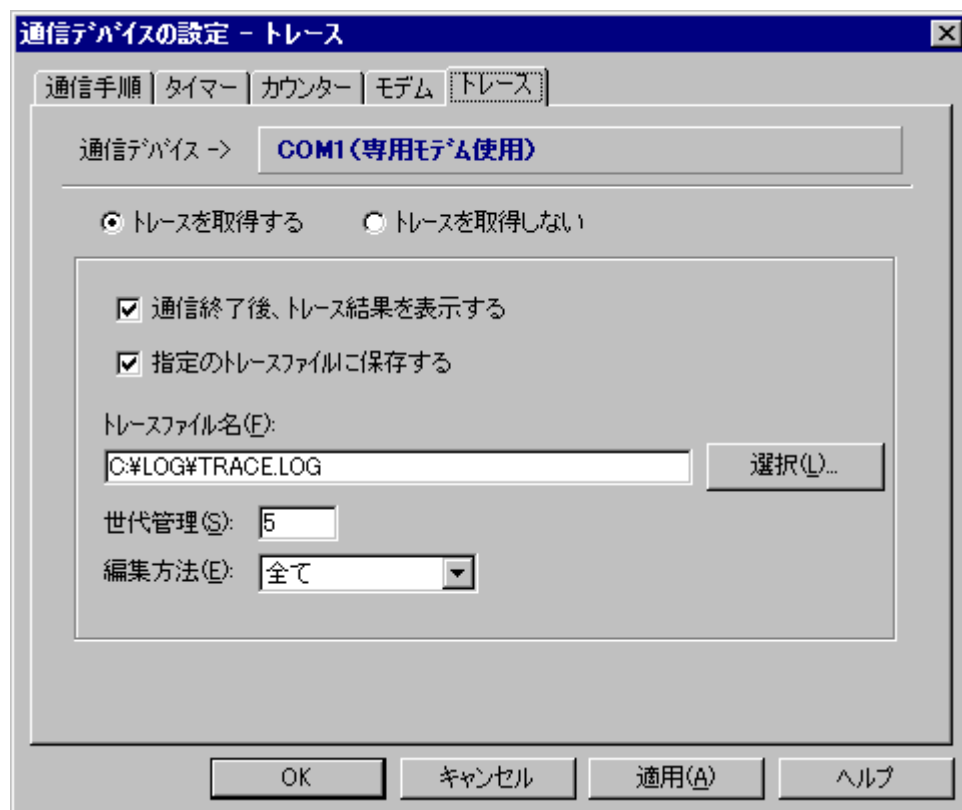 通信ﾃﾞﾊﾞｲｽの設定 － トレース
通信手順 タイマー カウンター モデム トレース
通信ﾃﾞﾊﾞｲｽ -> COM1(専用ﾓﾃﾞﾑ使用)
ﾄﾚｰｽを取得する ﾄﾚｰｽを取得しない
通信終了後、ﾄﾚｰｽ結果を表示する
指定のﾄﾚｰｽﾌｧｲﾙに保存する
ﾄﾚｰｽﾌｧｲﾙ名(F):
C:¥LOG¥TRACE.LOG 選択(L)...
世代管理(S): 5
編集方法(E): 全て
OK キャンセル 適用(A) ヘルプ